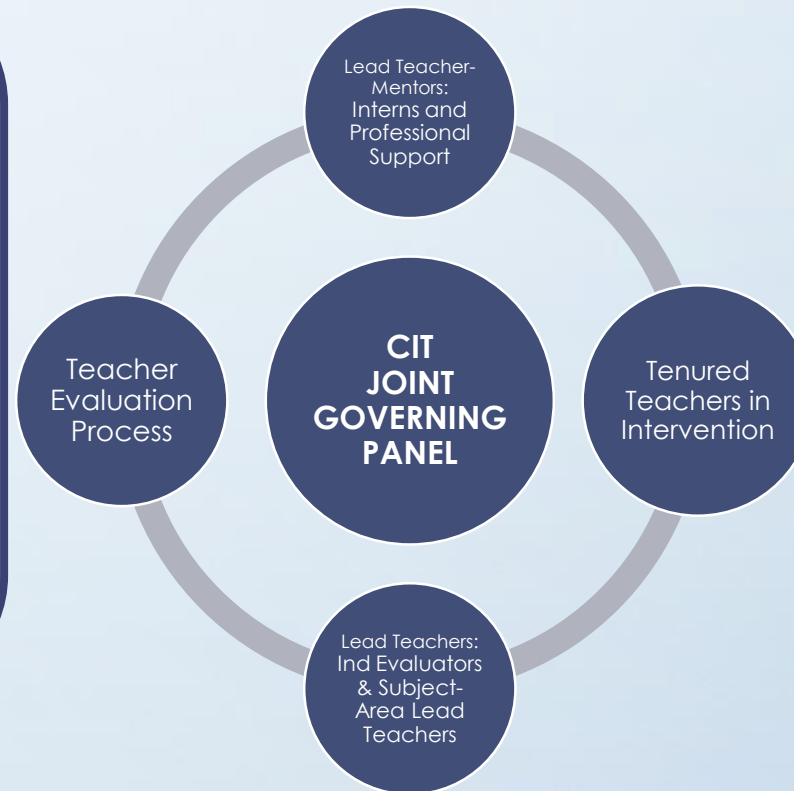 Lead Teacher-
Mentors:
Interns and
Professional
Support
Teacher
Evaluation
Process
CIT
JOINT
GOVERNING
PANEL
Tenured
Teachers in
Intervention
Lead Teachers:
Ind Evaluators
& Subject-
Area Lead
Teachers